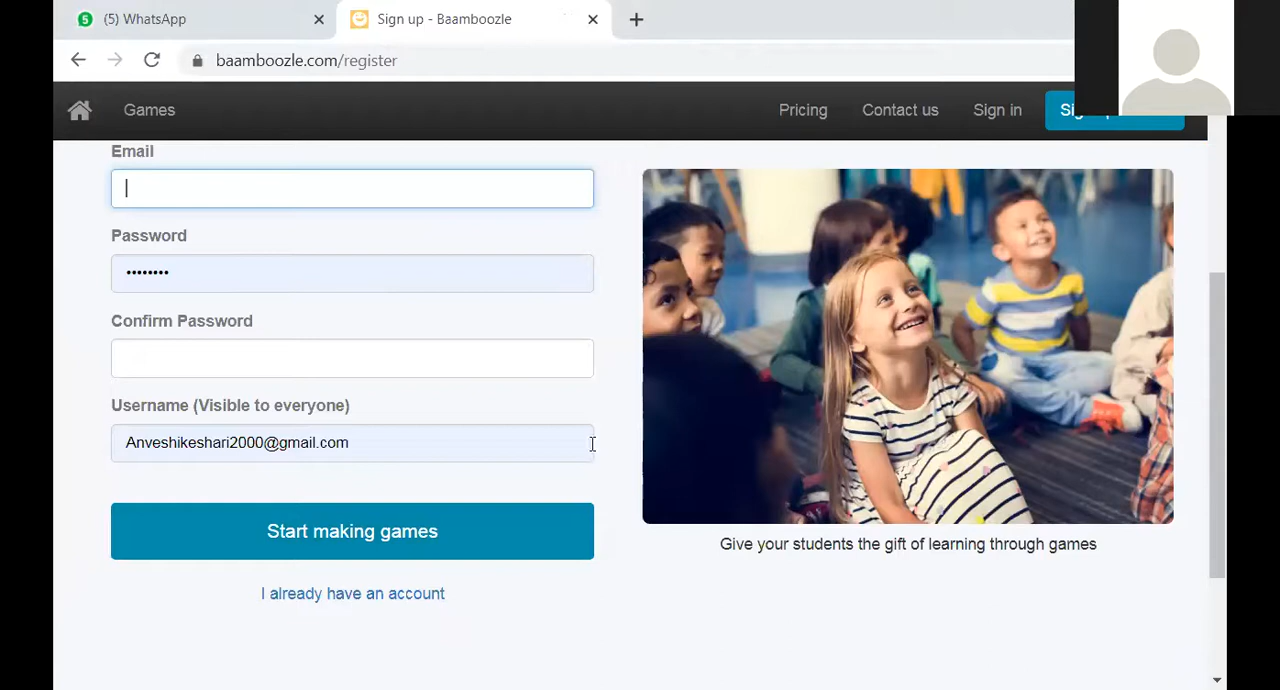 (5) WhatsApp
Sign up - Baamboozle
baamboozle.com/register
Games
Pricing
Contact us
Sign in
Email
Password
••••••••
Confirm Password
Username (Visible to everyone)
Anveshikeshari2000@gmail.com
Start making games
I already have an account
Give your students the gift of learning through games